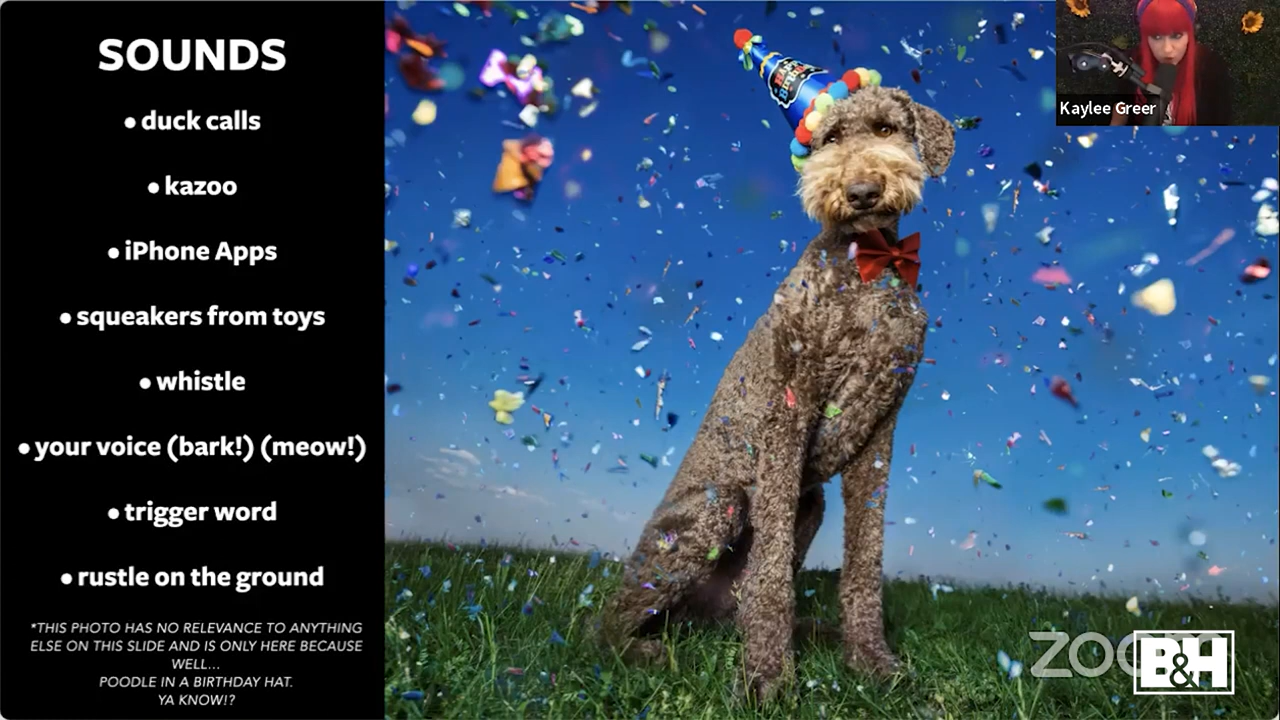 SOUNDS
• duck calls
• kazoo
• iPhone Apps
• squeakers from toys
• whistle
• your voice (bark!) (meow!)
• trigger word
• rustle on the ground
*THIS PHOTO HAS NO RELEVANCE TO ANYTHING
ELSE ON THIS SLIDE AND IS ONLY HERE BECAUSE
WELL...
POODLE IN A BIRTHDAY HAT.
YA KNOW!?
Kaylee Greer
zoom
B&H